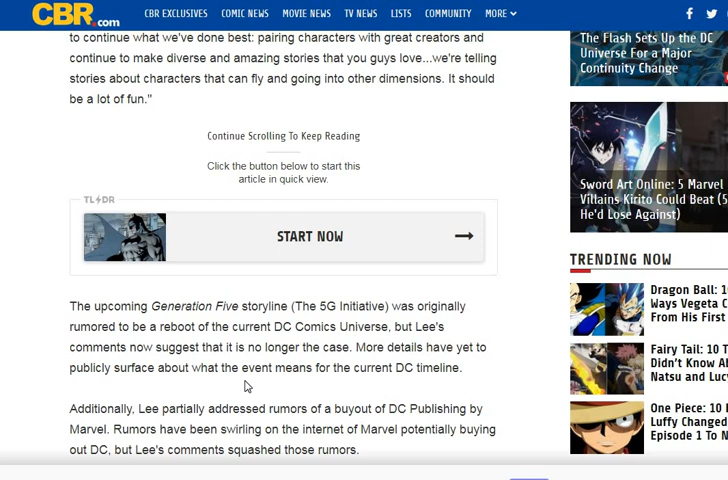 CBR.com
CBR EXCLUSIVES COMIC NEWS MOVIE NEWS TV NEWS LISTS COMMUNITY MORE
to continue what we've done best: pairing characters with great creators and
continue to make diverse and amazing stories that you guys love...we're telling
stories about characters that can fly and going into other dimensions. It should
be a lot of fun."
Continue Scrolling To Keep Reading
Click the button below to start this
article in quick view.
TL DR
START NOW
The upcoming Generation Five storyline (The 5G Initiative) was originally
rumored to be a reboot of the current DC Comics Universe, but Lee's
comments now suggest that it is no longer the case. More details have yet to
publicly surface about what the event means for the current DC timeline.
Additionally, Lee partially addressed rumors of a buyout of DC Publishing by
Marvel. Rumors have been swirling on the internet of Marvel potentially buying
out DC, but Lee's comments squashed those rumors.
The Flash Sets Up the DC
Universe For a Major
Continuity Change
Sword Art Online: 5 Marvel
Villains Kirito Could Beat (5
He'd Lose Against)
TRENDING NOW
Dragon Ball: 10
Ways Vegeta C
From His First
Fairy Tail: 10 T
Didn't Know Al
Natsu and Luc
One Piece: 10
Luffy Changed
Episode 1 To N